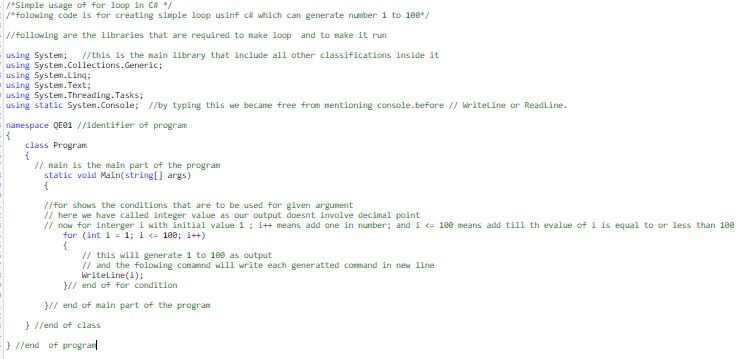 /*Simple usage of for loop in C# */
/*folowing code is for creating simple loop usinf c# which can generate number 1 to 100*/
//following are the libraries that are required to make loop  and to make it run
using System;   //this is the main library that include all other classifications inside it
using System.Collections.Generic;
using System.Linq;
using System.Text;
using System.Threading.Tasks;
using static System.Console;  //by typing this we became free from mentioning console.before // WriteLine or ReadLine.
namespace QE01 //identifier of program
{
    class Program
    {
      // main is the main part of the program
        static void Main(string[] args)
        {
        //for shows the conditions that are to be used for given argument
        // here we have called integer value as our output doesnt involve decimal point
        // now for interger i with initial value 1 ; i++ means add one in number; and i <= 100 means add till th evalue of i is equal to or less than 100
            for (int i = 1; i <= 100; i++)
            {
                // this will generate 1 to 100 as output
                // and the folowing comamnd will write each generatted command in new line
                WriteLine(i);
            }// end of for condition
        }// end of main part of the program
    } //end of class
} //end  of program